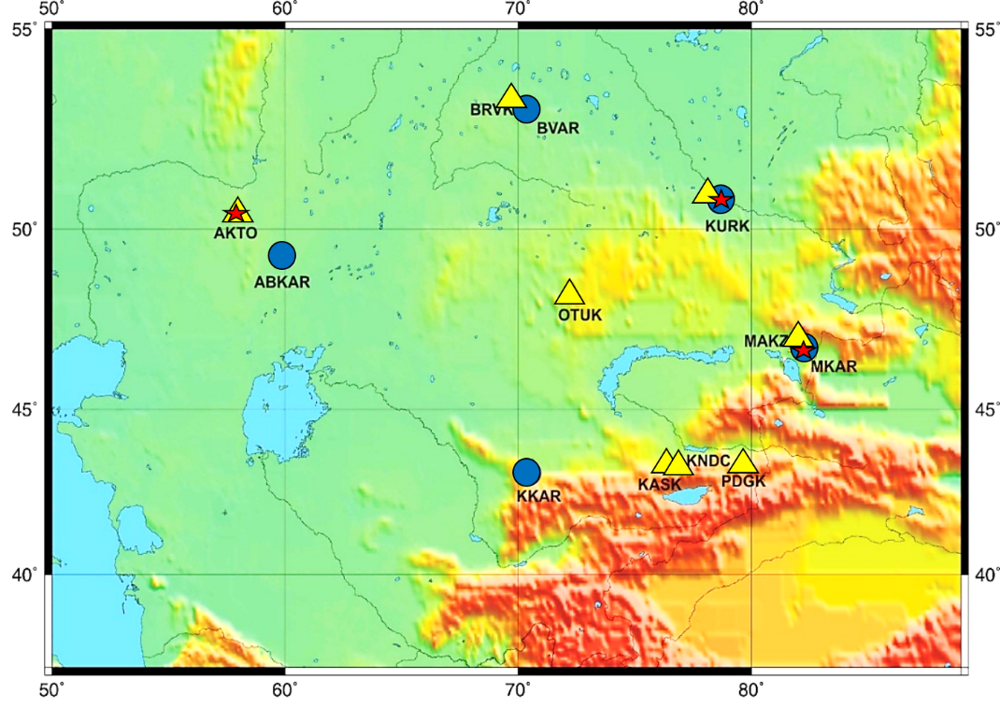 50° 60° 70° 80°
55° 55°
BRVK
BVAR
KURK
50° 50°
AKTO
ABKAR
OTUK
MAKZ
MKAR
45° 45°
KNDC
KASK PDGK
KKAR
40° 40°
50° 60° 70° 80°